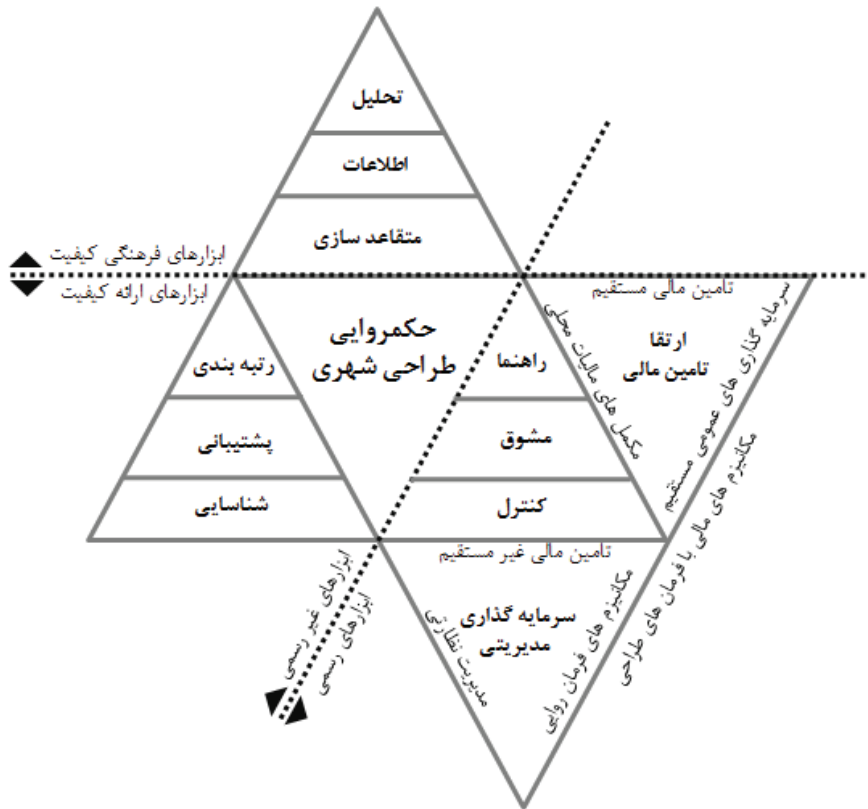 تحلیل
اطلاعات
متقاعد سازی
ابزارهای فرهنگی کیفیت
ابزارهای ارائه کیفیت
تامین مالی مستقیم
حکمروایی
طراحی شهری
رتبه بندی
پشتیبانی
شناسایی
راهنما
مشوق
کنترل
مکمل های مالیات محلی
ارتقا
تامین مالی
سرمایه گذاری های عمومی مستقیم
مکانیزم های مالی با فرمان های طراحی
تامین مالی غیر مستقیم
ابزارهای غیر رسمی
ابزارهای رسمی
مدیریت نظارتی
سرمایه گذاری
مدیریتی
مکانیزم های فرمان روایی